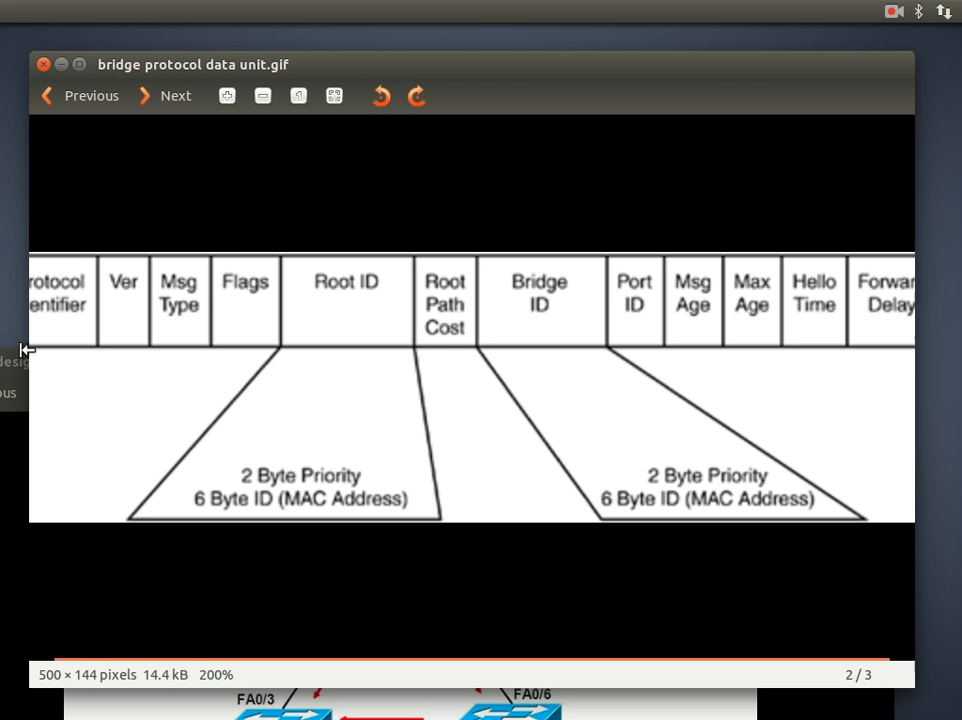 bridge protocol data unit.gif
Previous Next
rotocol
entifier
Ver
Msg
Type
Flags
Root ID
Root
Path
Cost
Bridge
ID
Port
ID
Msg
Age
Max
Age
Hello
Time
Forwar
Delay
desig
ous
2 Byte Priority
6 Byte ID (MAC Address)
2 Byte Priority
6 Byte ID (MAC Address)
500 × 144 pixels 14.4 kB 200%
2 / 3
FA0/3
FA0/6